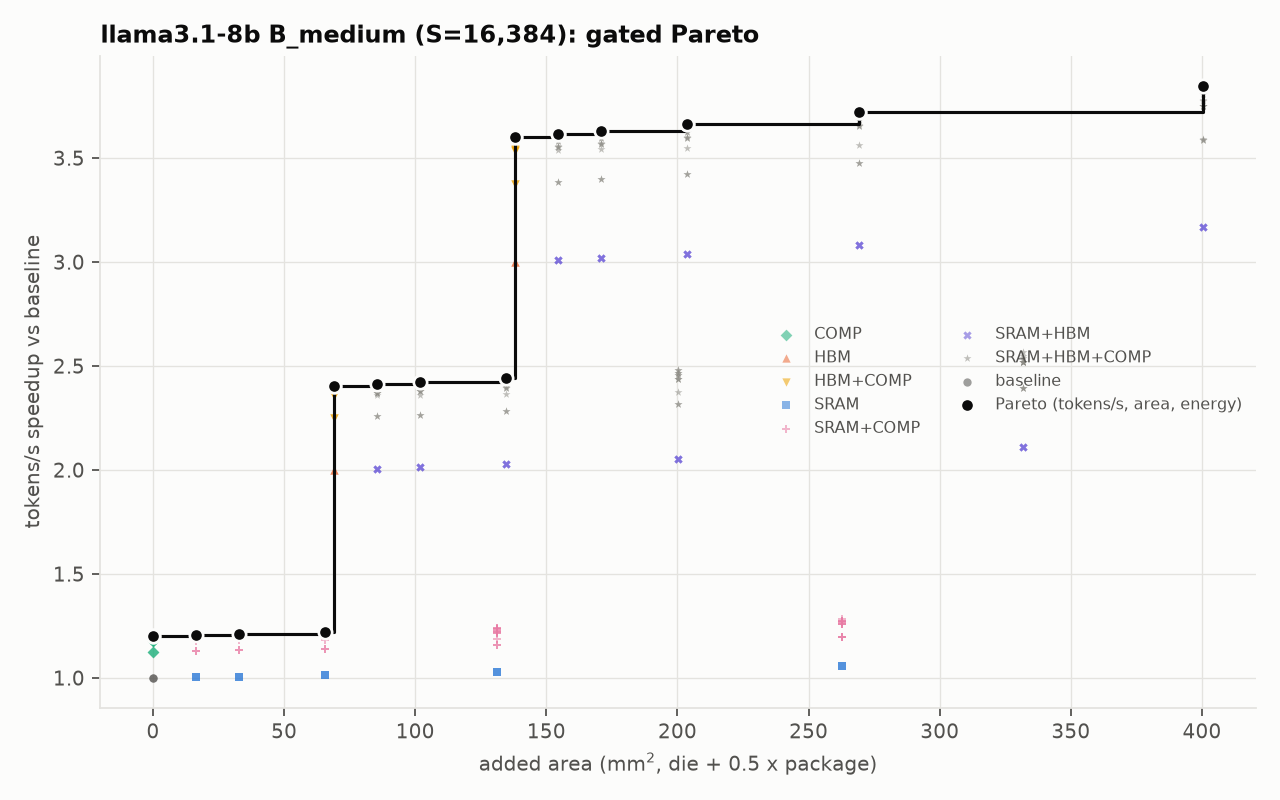 llama3.1-8b B_medium (S=16,384): gated Pareto
tokens/s speedup vs baseline
3.5
3.0
2.5
2.0
1.5
1.0
COMP
HBM
HBM+COMP
SRAM
SRAM+COMP
SRAM+HBM
SRAM+HBM+COMP
baseline
Pareto (tokens/s, area, energy)
0 50 100 150 200 250 300 350 400
added area (mm², die + 0.5 x package)